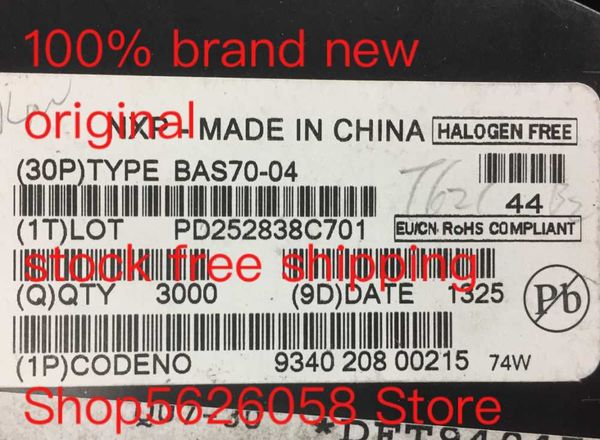 100% brand new
original
NXP - MADE IN CHINA HALOGEN FREE
(30P)TYPE BAS70-04
44
(1T)LOT PD252838C701 EU/CN RoHS COMPLIANT
stock free shipping
(Q)QTY 3000 (9D)DATE 1325
Pb
(1P)CODENO 9340 208 00215 74W
Shop5626058 Store